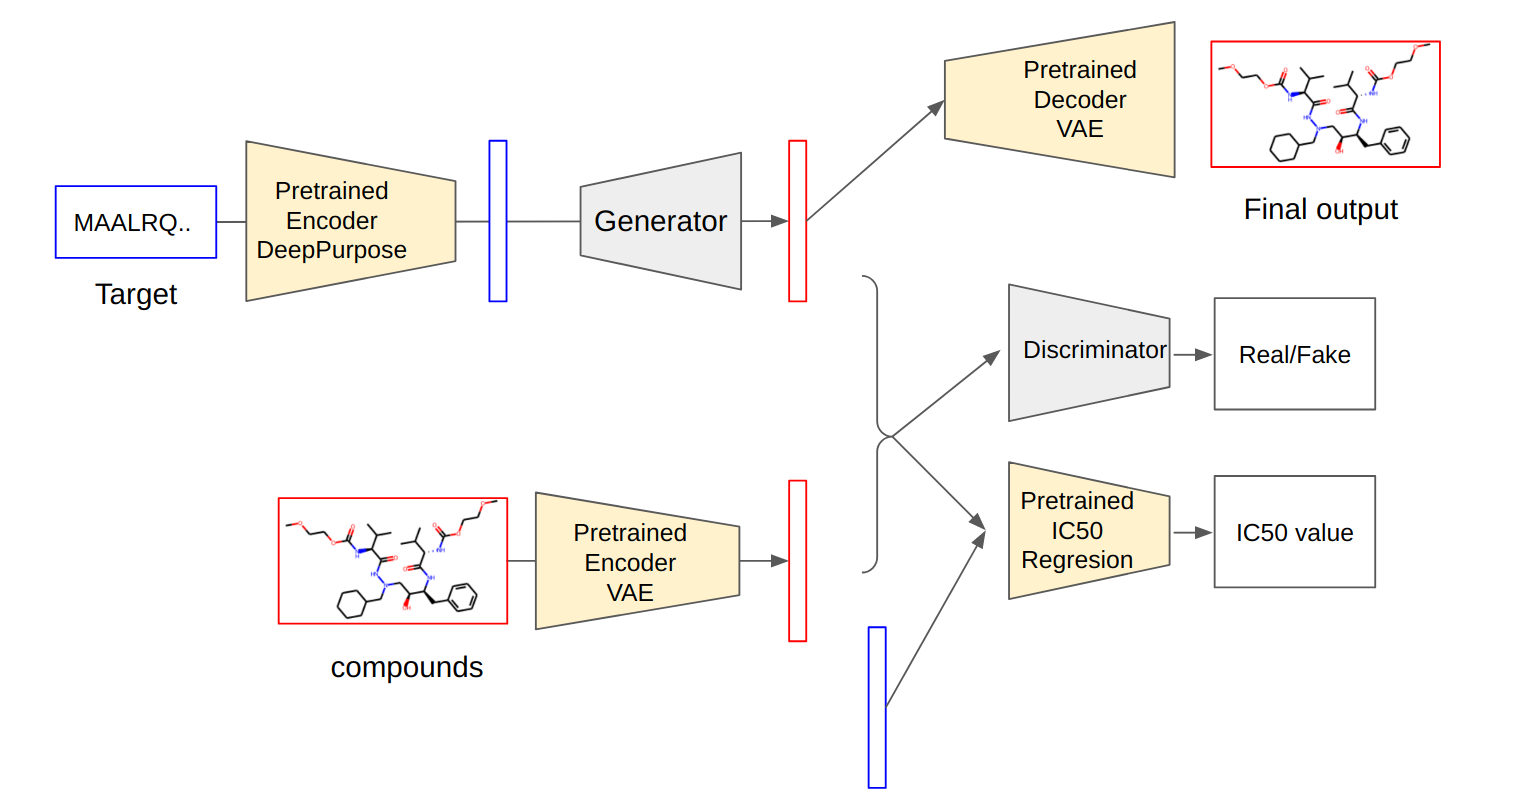 Pretrained
Decoder
VAE
Final output
MAALRQ..
Target
Pretrained
Encoder
DeepPurpose
Generator
Discriminator
Real/Fake
compounds
Pretrained
Encoder
VAE
Pretrained
IC50
Regresion
IC50 value